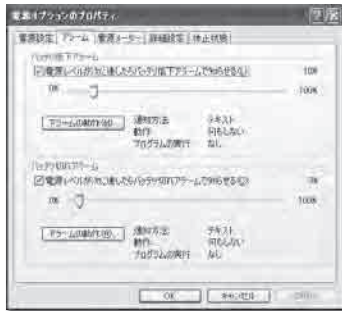 電源オプションのプロパティ
電源設定 アラーム 電源メーター 詳細設定 休止状態
バッテリ低下アラーム
電源レベルが次に達したらバッテリ低下アラームで知らせる(L) 10%
0% 100%
アラームの動作(A) 通知方法 テキスト
動作 何もしない
プログラムの実行 なし
バッテリ切れアラーム
電源レベルが次に達したらバッテリ切れアラームで知らせる(C)
0% 100%
アラームの動作(R) 通知方法 テキスト
動作 何もしない
プログラムの実行 なし
OK キャンセル